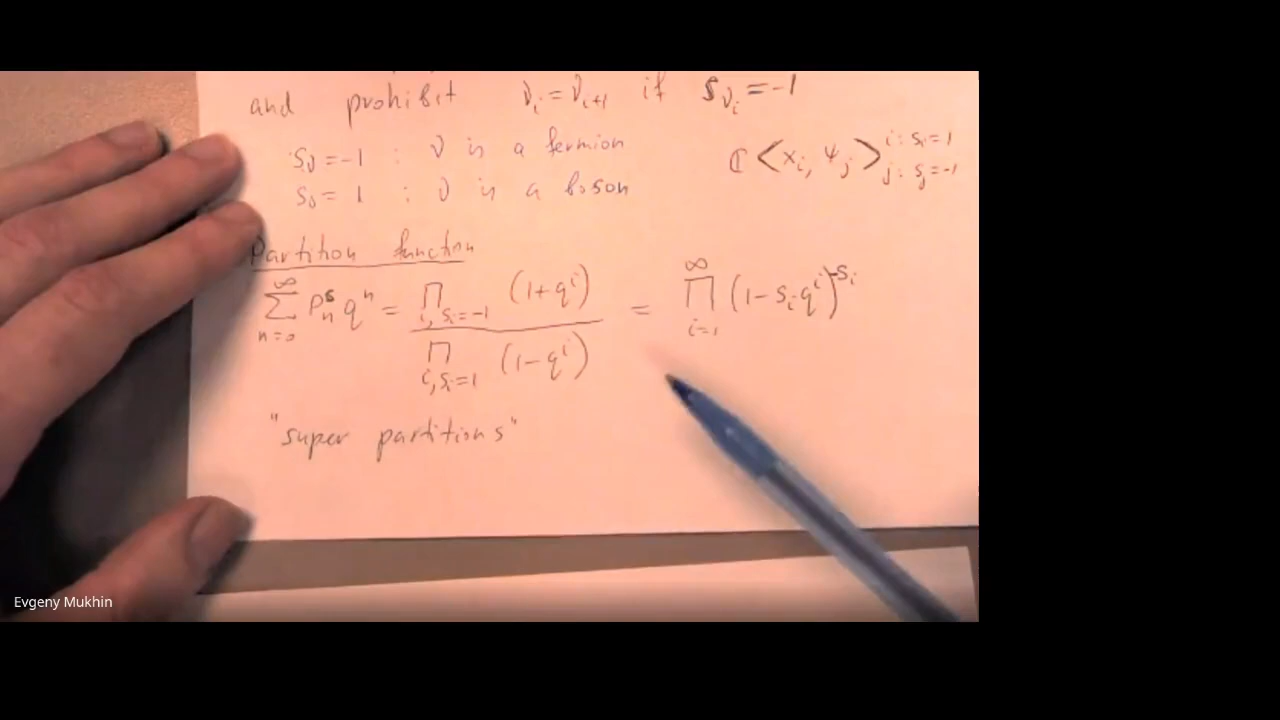 and prohibit ν_i = ν_{i+1} if s_{ν_i} = -1
s_ν = -1 : ν is a fermion
s_ν = 1 : ν is a boson
ℂ < x_i, ψ_j > i: s_i = 1 j: s_j = -1
Partition function
∑_{n=0}^{∞} P_n^s q^n = ∏_{i, s_i=-1} (1+q^i) / ∏_{i, s_i=1} (1-q^i) = ∏_{i=1}^{∞} (1 - s_i q^i)^{-s_i}
"super partitions"
Evgeny Mukhin